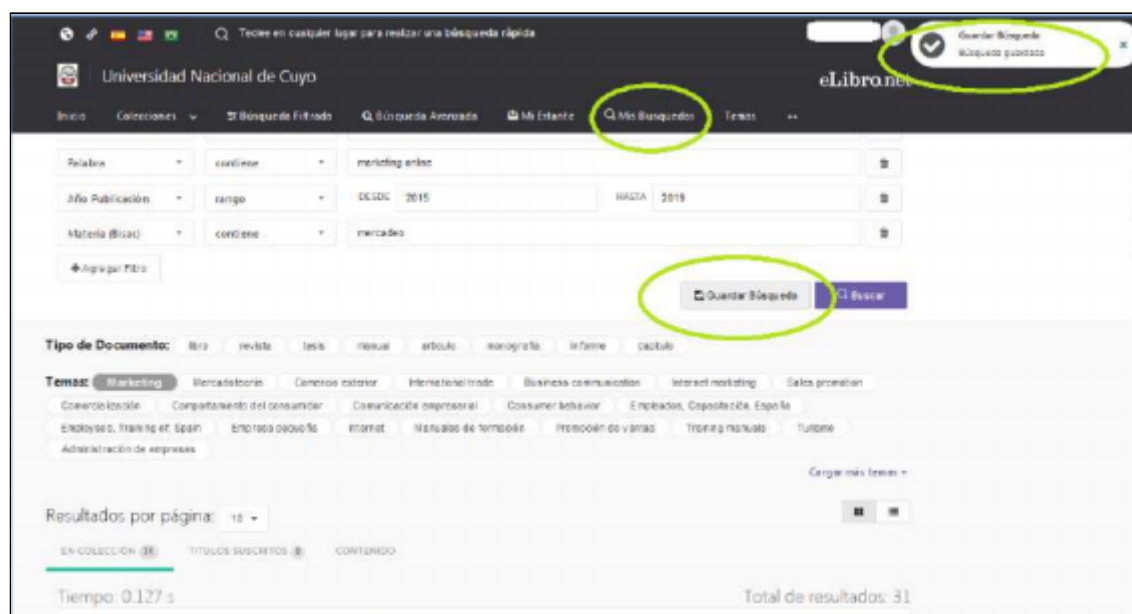 Teclee en cualquier lugar para realizar una búsqueda rápida
Guardar Búsqueda
Búsqueda guardada
Universidad Nacional de Cuyo
eLibro.net
Inicio Colecciones Búsqueda Filtrada Búsqueda Avanzada Mi Estante Mis Busquedas Temas
Palabra contiene marketing online
Año Publicación rango DESDE 2015 HASTA 2019
Materia (Bisac) contiene mercadeo
Agregar Filtro
Guardar Búsqueda Buscar
Tipo de Documento: libro revista tesis manual artículo monografía informe capítulo
Temas: Marketing Mercadotecnia Comercio exterior International trade Business communication Internet marketing Sales promotion
Comercialización Comportamiento del consumidor Comunicación empresarial Consumer behavior Empleados, Capacitación, España
Employees, Training of, Spain Empresa pequeña Internet Manuales de formación Promoción de ventas Training manuals Turismo
Administración de empresas
Cargar más temas
Resultados por página: 10
EN COLECCIÓN TITULOS SUSCRITOS CONTENIDO
Tiempo: 0.127 s Total de resultados: 31